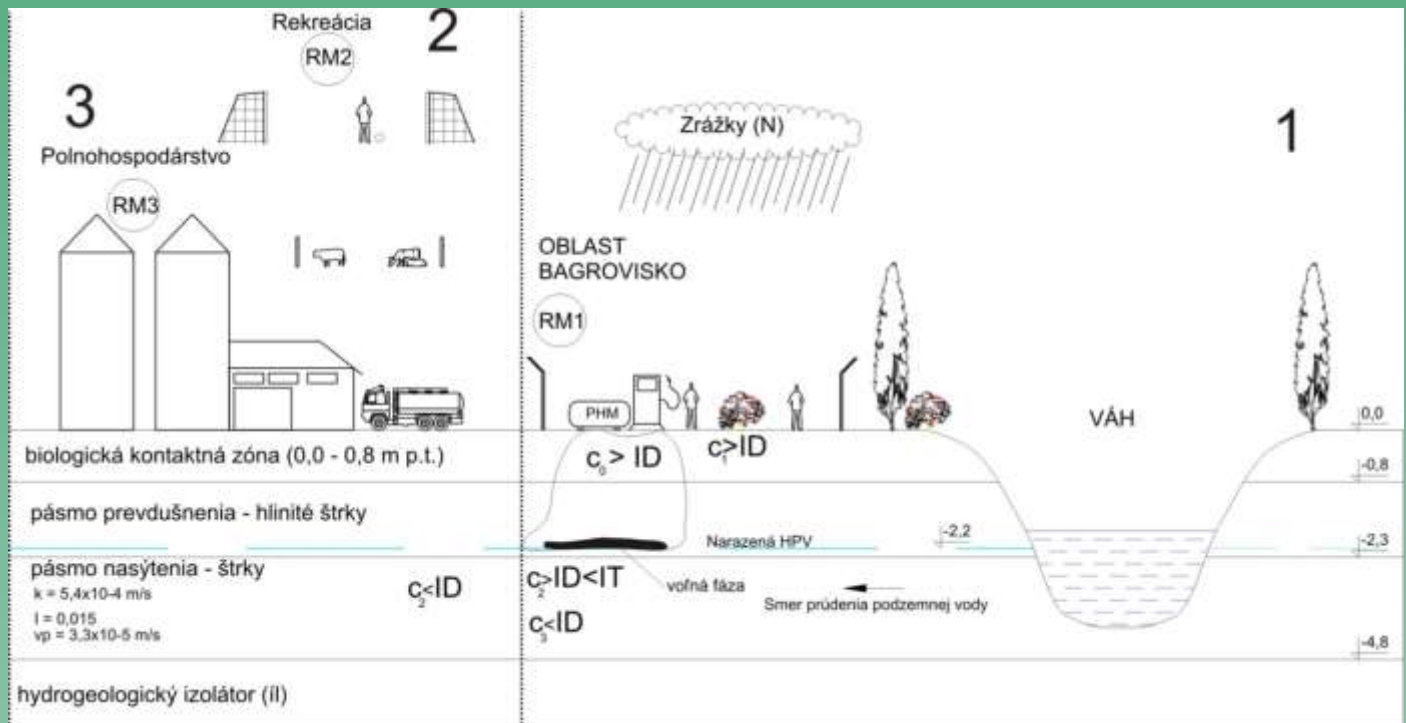 Rekreácia
RM2
2
3
Polnohospodárstvo
RM3
Zrážky (N)
1
OBLAST
BAGROVISKO
RM1
PHM
VÁH
0,0
biologická kontaktná zóna (0,0 - 0,8 m p.t.)
c0 > ID
c1>ID
-0,8
pásmo prevdušnenia - hlinité štrky
Narazená HPV
-2,2
-2,3
pásmo nasýtenia - štrky
k = 5,4x10-4 m/s
I = 0,015
vp = 3,3x10-5 m/s
c2<ID
c2>ID<IT
voľná fáza
Smer prúdenia podzemnej vody
c3<ID
-4,8
hydrogeologický izolátor (íl)